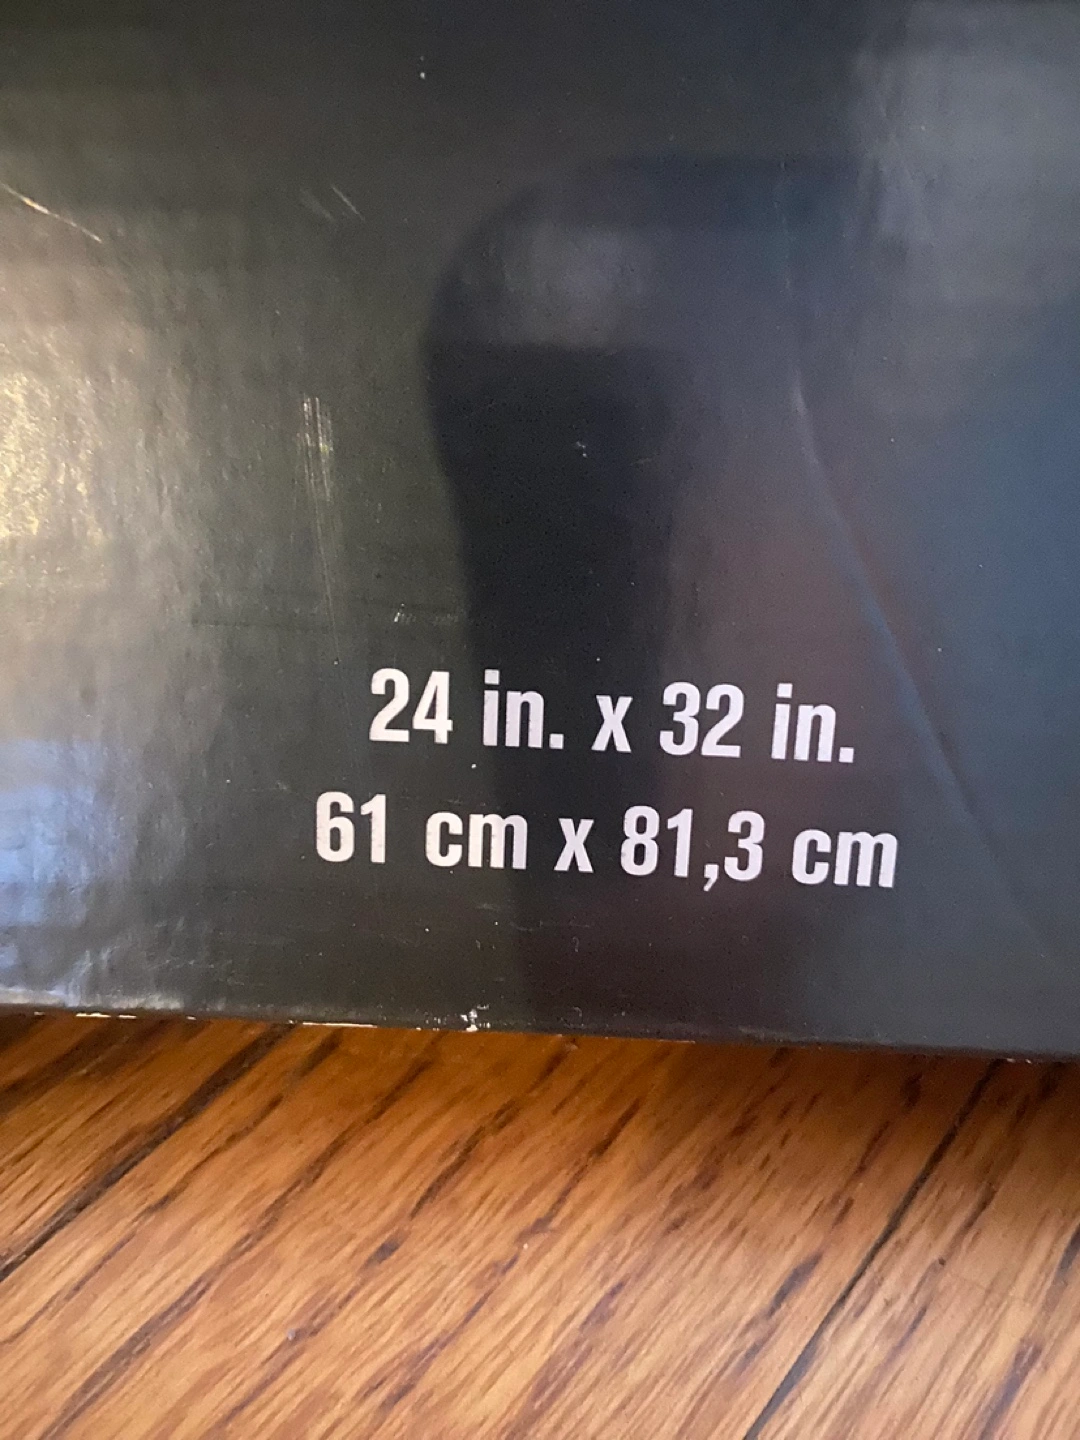 24 in. x 32 in.
61 cm x 81,3 cm